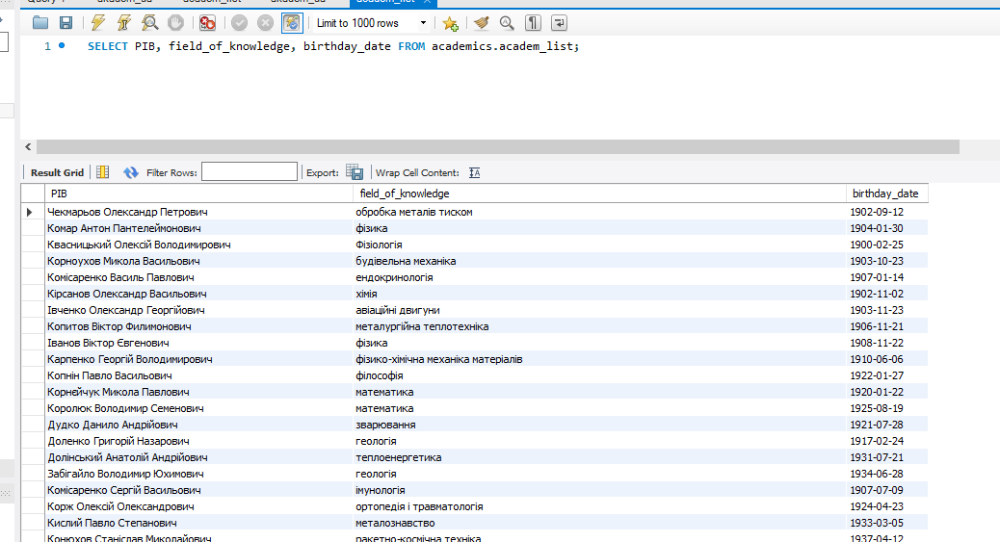 Limit to 1000 rows
1 SELECT PIB, field_of_knowledge, birthday_date FROM academics.academ_list;
Result Grid Filter Rows: Export: Wrap Cell Content:
PIB field_of_knowledge birthday_date
Чекмарьов Олександр Петрович обробка металів тиском 1902-09-12
Комар Антон Пантелеймонович фізика 1904-01-30
Квасницький Олексій Володимирович Фізіологія 1900-02-25
Корноухов Микола Васильович будівельна механіка 1903-10-23
Комісаренко Василь Павлович ендокринологія 1907-01-14
Кірсанов Олександр Васильович хімія 1902-11-02
Івченко Олександр Георгійович авіаційні двигуни 1903-11-23
Копитов Віктор Филимонович металургійна теплотехніка 1906-11-21
Іванов Віктор Євгенович фізика 1908-11-22
Карпенко Георгій Володимирович фізико-хімічна механіка матеріалів 1910-06-06
Копнін Павло Васильович філософія 1922-01-27
Корнєйчук Микола Павлович математика 1920-01-22
Королюк Володимир Семенович математика 1925-08-19
Дудко Данило Андрійович зварювання 1921-07-28
Доленко Григорій Назарович геологія 1917-02-24
Долінський Анатолій Андрійович теплоенергетика 1931-07-21
Забігайло Володимир Юхимович геологія 1934-06-28
Комісаренко Сергій Васильович імунологія 1907-07-09
Корж Олексій Олександрович ортопедія і травматологія 1924-04-23
Кислий Павло Степанович металознавство 1933-03-05
Конюхов Станіслав Миколайович ракетно-космічна техніка 1937-04-12